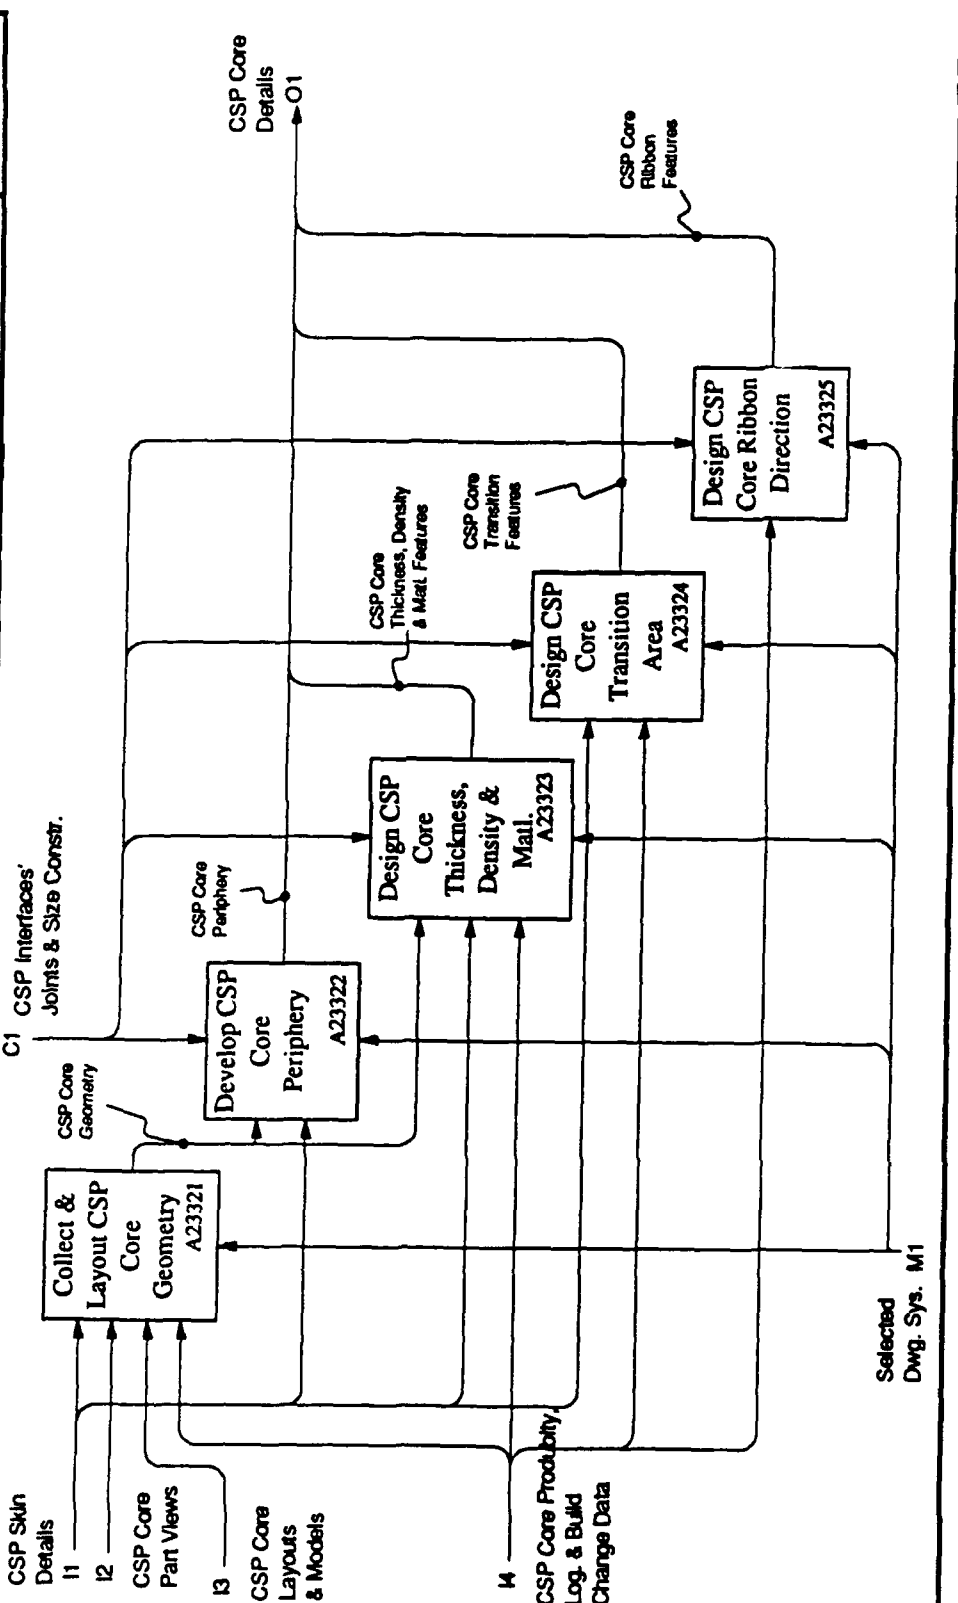 CSP Skin
Details
I1
I2
CSP Core
Part Views
I3
CSP Core
Layouts
& Models
I4
CSP Core Produbity,
Log. & Build
Change Data
C1 CSP Interfaces'
Joints & Size Constr.
Collect &
Layout CSP
Core
Geometry
A23321
CSP Core
Geometry
Develop CSP
Core
Periphery
A23322
CSP Core
Periphery
Design CSP
Core
Thickness,
Density &
Matl.
A23323
CSP Core
Thickness, Density
& Matl. Features
Design CSP
Core
Transition
Area
A23324
CSP Core
Transition
Features
Design CSP
Core Ribbon
Direction
A23325
CSP Core
Ribbon
Features
CSP Core
Details
O1
Selected
Dwg. Sys. M1